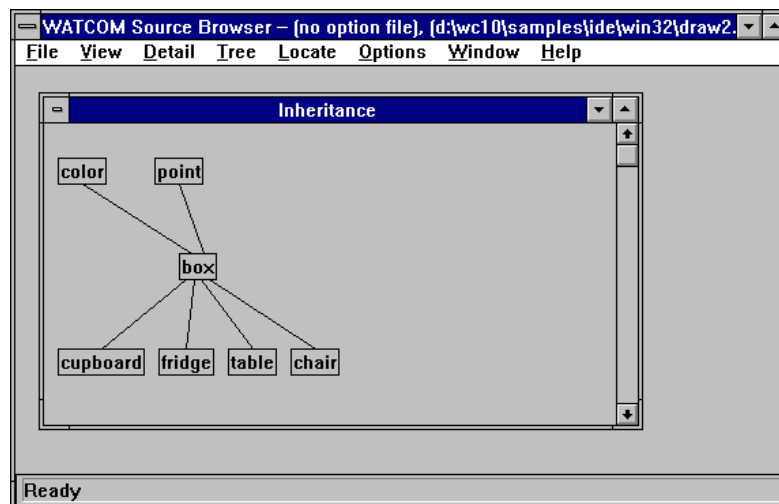 WATCOM Source Browser – (no option file), (d:\wc10\samples\ide\win32\draw2.
File View Detail Tree Locate Options Window Help
Inheritance
color point
box
cupboard fridge table chair
Ready